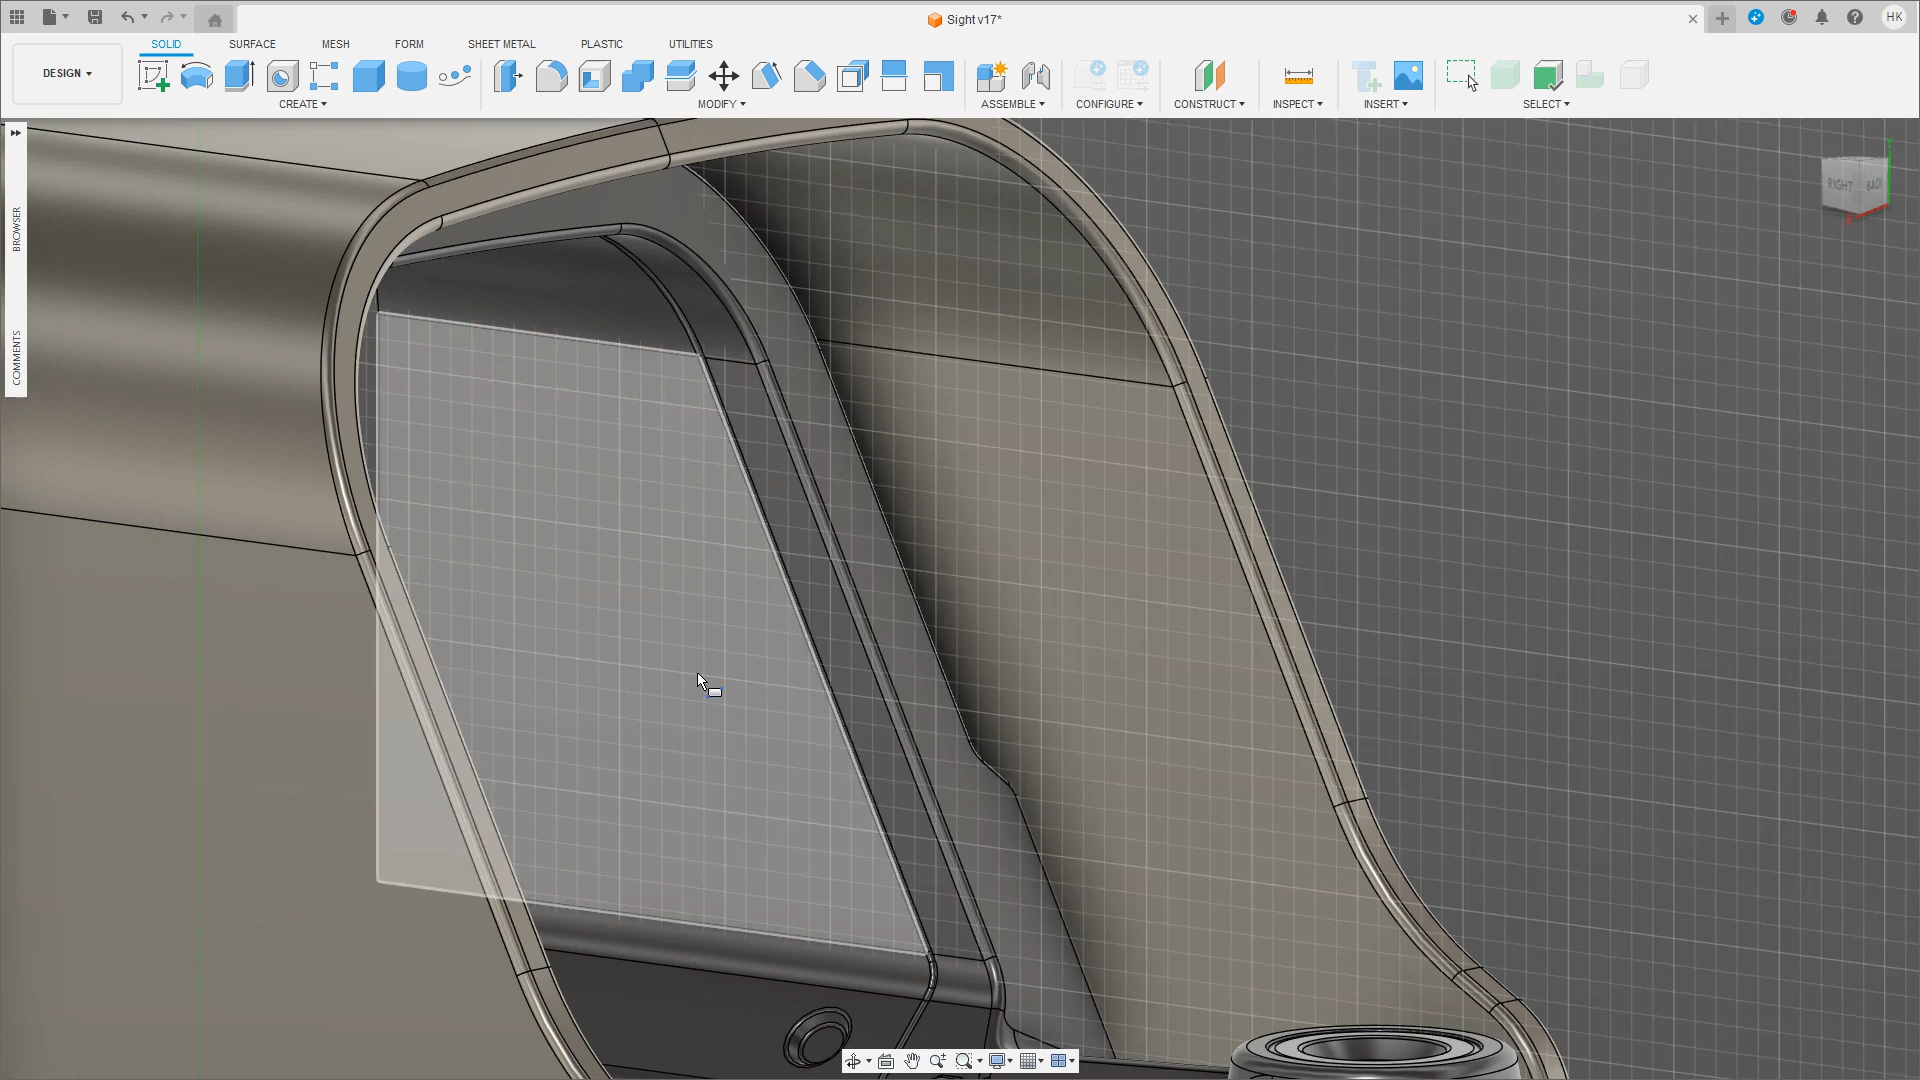 Sight v17*
HK
DESIGN
SOLID SURFACE MESH FORM SHEET METAL PLASTIC UTILITIES
CREATE MODIFY ASSEMBLE CONFIGURE CONSTRUCT INSPECT INSERT SELECT
BROWSER
COMMENTS
RIGHT BACK